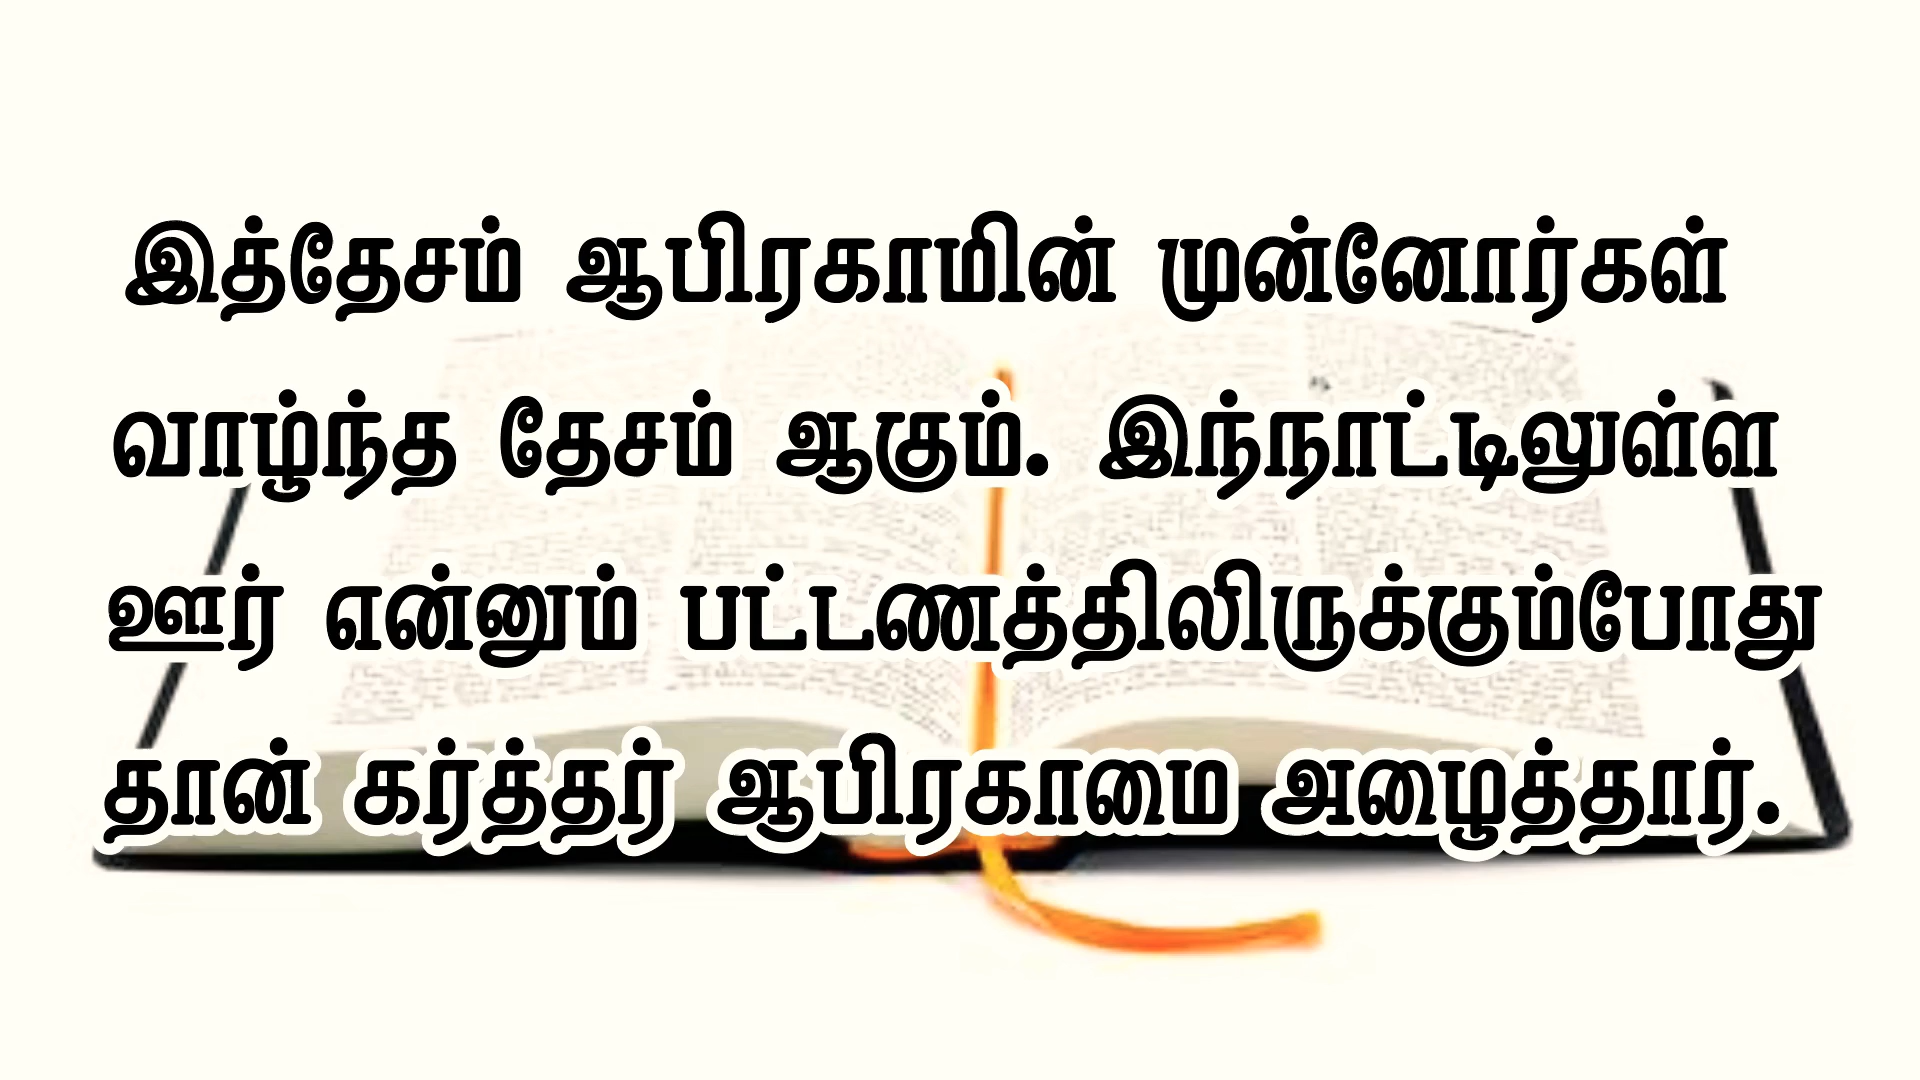 இத்தேசம் ஆபிரகாமின் முன்னோர்கள்
வாழ்ந்த தேசம் ஆகும். இந்நாட்டிலுள்ள
ஊர் என்னும் பட்டணத்திலிருக்கும்போது
தான் கர்த்தர் ஆபிரகாமை அழைத்தார்.